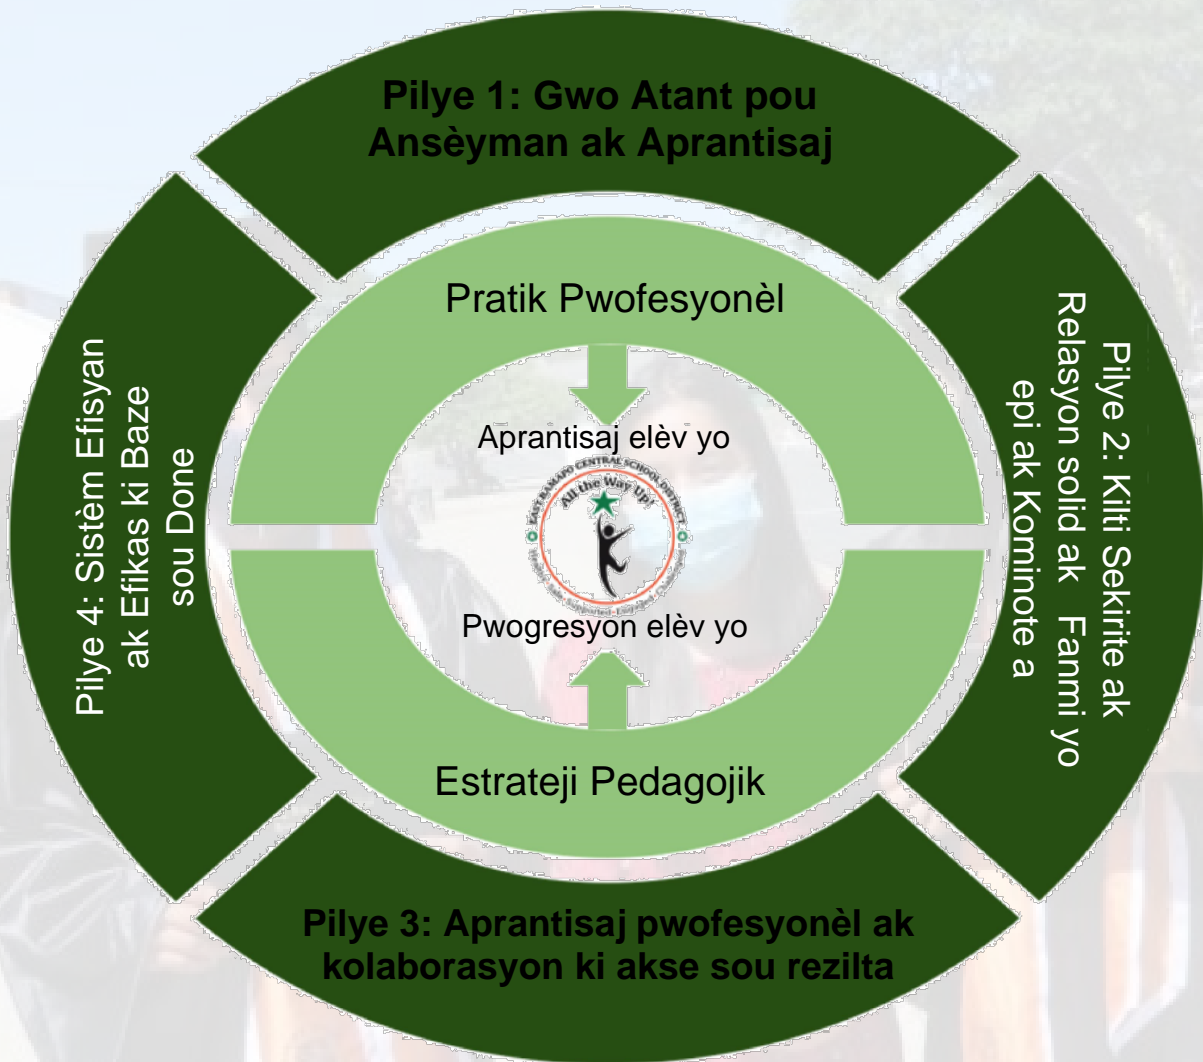 Pilye 1: Gwo Atant pou
Ansèyman ak Aprantisaj
Pratik Pwofesyonèl
Pilye 2: Kilti Sekirite ak
Relasyon solid ak Fanmi yo
epi ak Kominote a
Pilye 4: Sistèm Efisyan
ak Efikas ki Baze
sou Done
Aprantisaj elèv yo
EAST RAMAPO CENTRAL SCHOOL DISTRICT
All the Way Up!
Pwogresyon elèv yo
Estrateji Pedagojik
Pilye 3: Aprantisaj pwofesyonèl ak
kolaborasyon ki akse sou rezilta